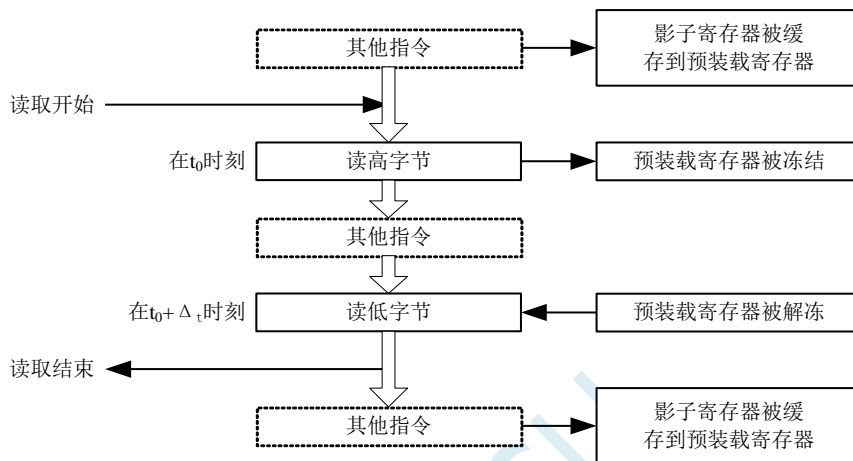 其他指令
影子寄存器被缓
存到预装载寄存器
读取开始
在t₀时刻
读高字节
预装载寄存器被冻结
其他指令
在t₀+Δₜ时刻
读低字节
预装载寄存器被解冻
读取结束
其他指令
影子寄存器被缓
存到预装载寄存器